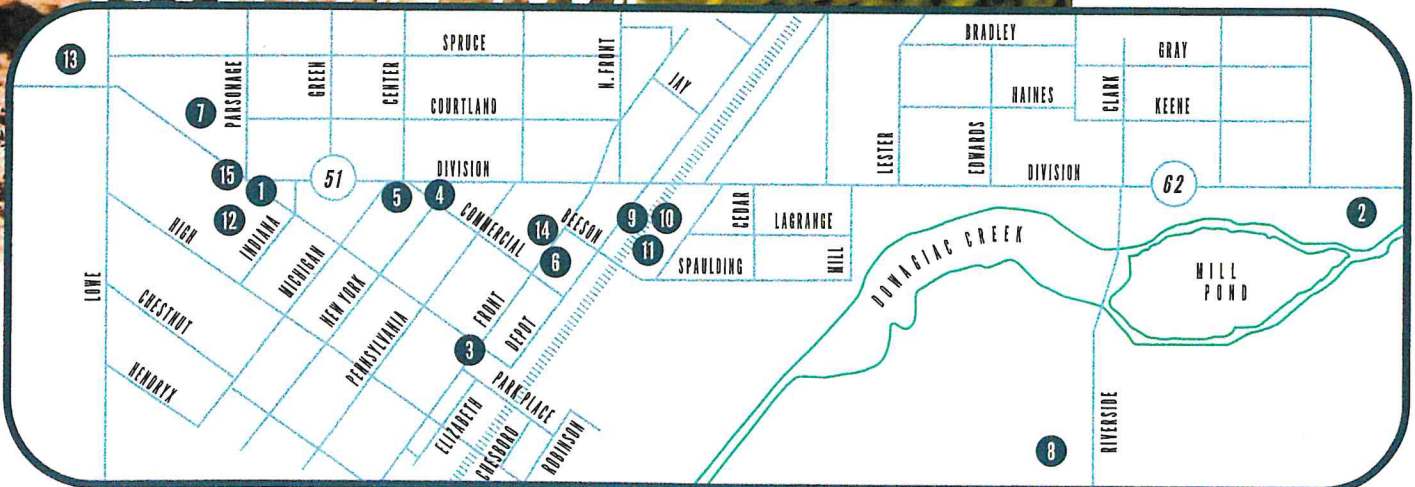 SPRUCE
BRADLEY
GRAY
13
PARSONAGE
GREEN
CENTER
N. FRONT
JAY
HAINES
CLARK
KEENE
7
COURTLAND
LESTER
EDWARDS
15
1
51
5
4
DIVISION
DIVISION
62
12
HIGH
INDIANA
MICHIGAN
NEW YORK
COMMERCIAL
14
BEESON
6
9
10
11
CEDAR
LAGRANGE
SPAULDING
MILL
DOWAGIAC CREEK
2
MILL
POND
LOWE
CHESTNUT
HENDRYX
PENNSYLVANIA
FRONT
DEPOT
3
PARK PLACE
ELIZABETH
CHESBORO
ROBINSON
8
RIVERSIDE